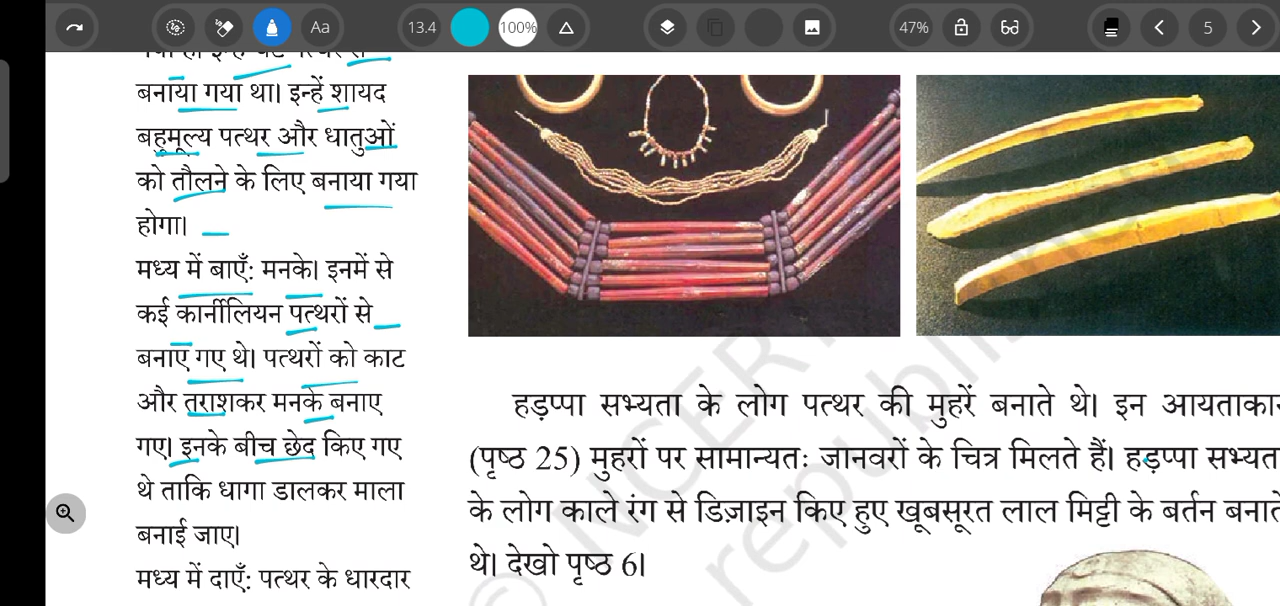 Aa
13.4
100%
47%
5
बनाया गया था। इन्हें शायद
बहुमूल्य पत्थर और धातुओं
को तौलने के लिए बनाया गया
होगा।
मध्य में बाएँ: मनके। इनमें से
कई कार्नीलियन पत्थरों से
बनाए गए थे। पत्थरों को काट
और तराशकर मनके बनाए
गए। इनके बीच छेद किए गए
थे ताकि धागा डालकर माला
बनाई जाए।
मध्य में दाएँ: पत्थर के धारदार
हड़प्पा सभ्यता के लोग पत्थर की मुहरें बनाते थे। इन आयताकार
(पृष्ठ 25) मुहरों पर सामान्यतः जानवरों के चित्र मिलते हैं। हड़प्पा सभ्यता
के लोग काले रंग से डिज़ाइन किए हुए खूबसूरत लाल मिट्टी के बर्तन बनाते
थे। देखो पृष्ठ 6।
© NCERT
republi
republis